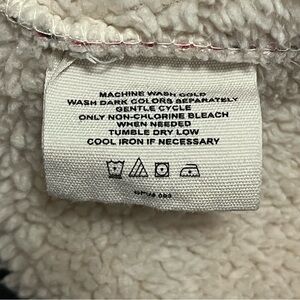 MACHINE WASH COLD
WASH DARK COLORS SEPARATELY
GENTLE CYCLE
ONLY NON-CHLORINE BLEACH
WHEN NEEDED
TUMBLE DRY LOW
COOL IRON IF NECESSARY